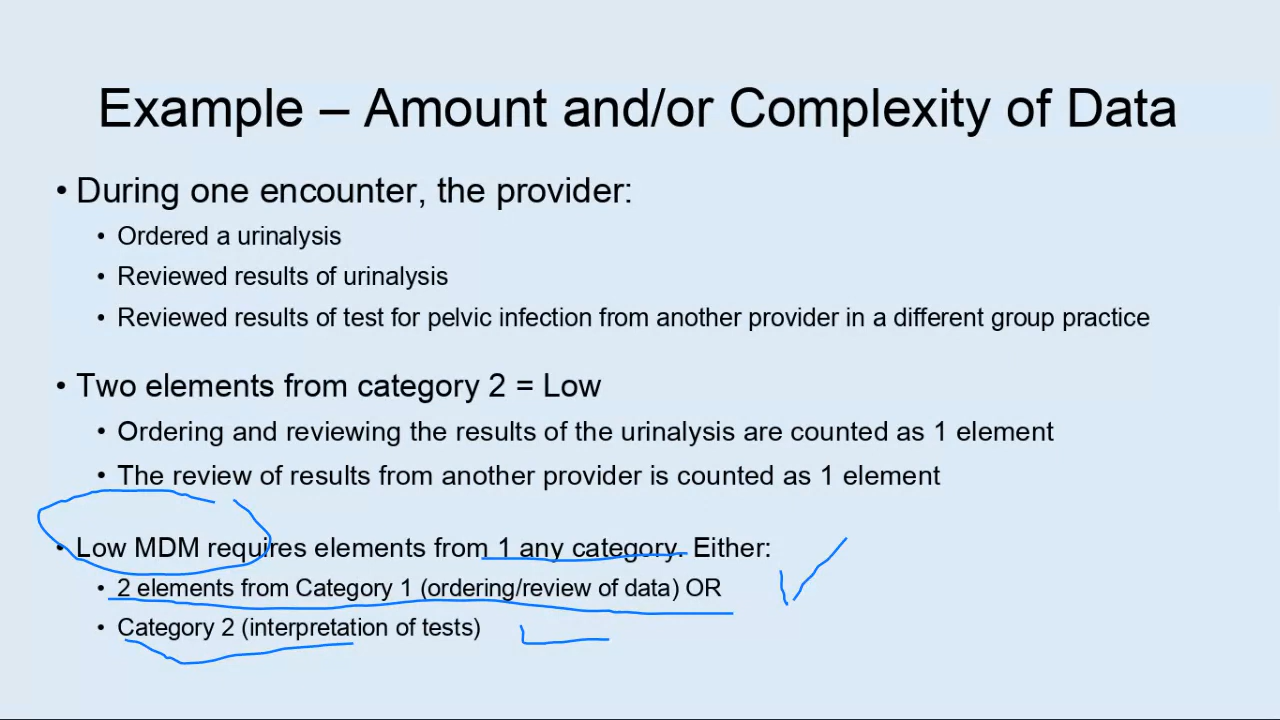 Example – Amount and/or Complexity of Data
• During one encounter, the provider:
• Ordered a urinalysis
• Reviewed results of urinalysis
• Reviewed results of test for pelvic infection from another provider in a different group practice
• Two elements from category 2 = Low
• Ordering and reviewing the results of the urinalysis are counted as 1 element
• The review of results from another provider is counted as 1 element
• Low MDM requires elements from 1 any category. Either:
• 2 elements from Category 1 (ordering/review of data) OR
• Category 2 (interpretation of tests)